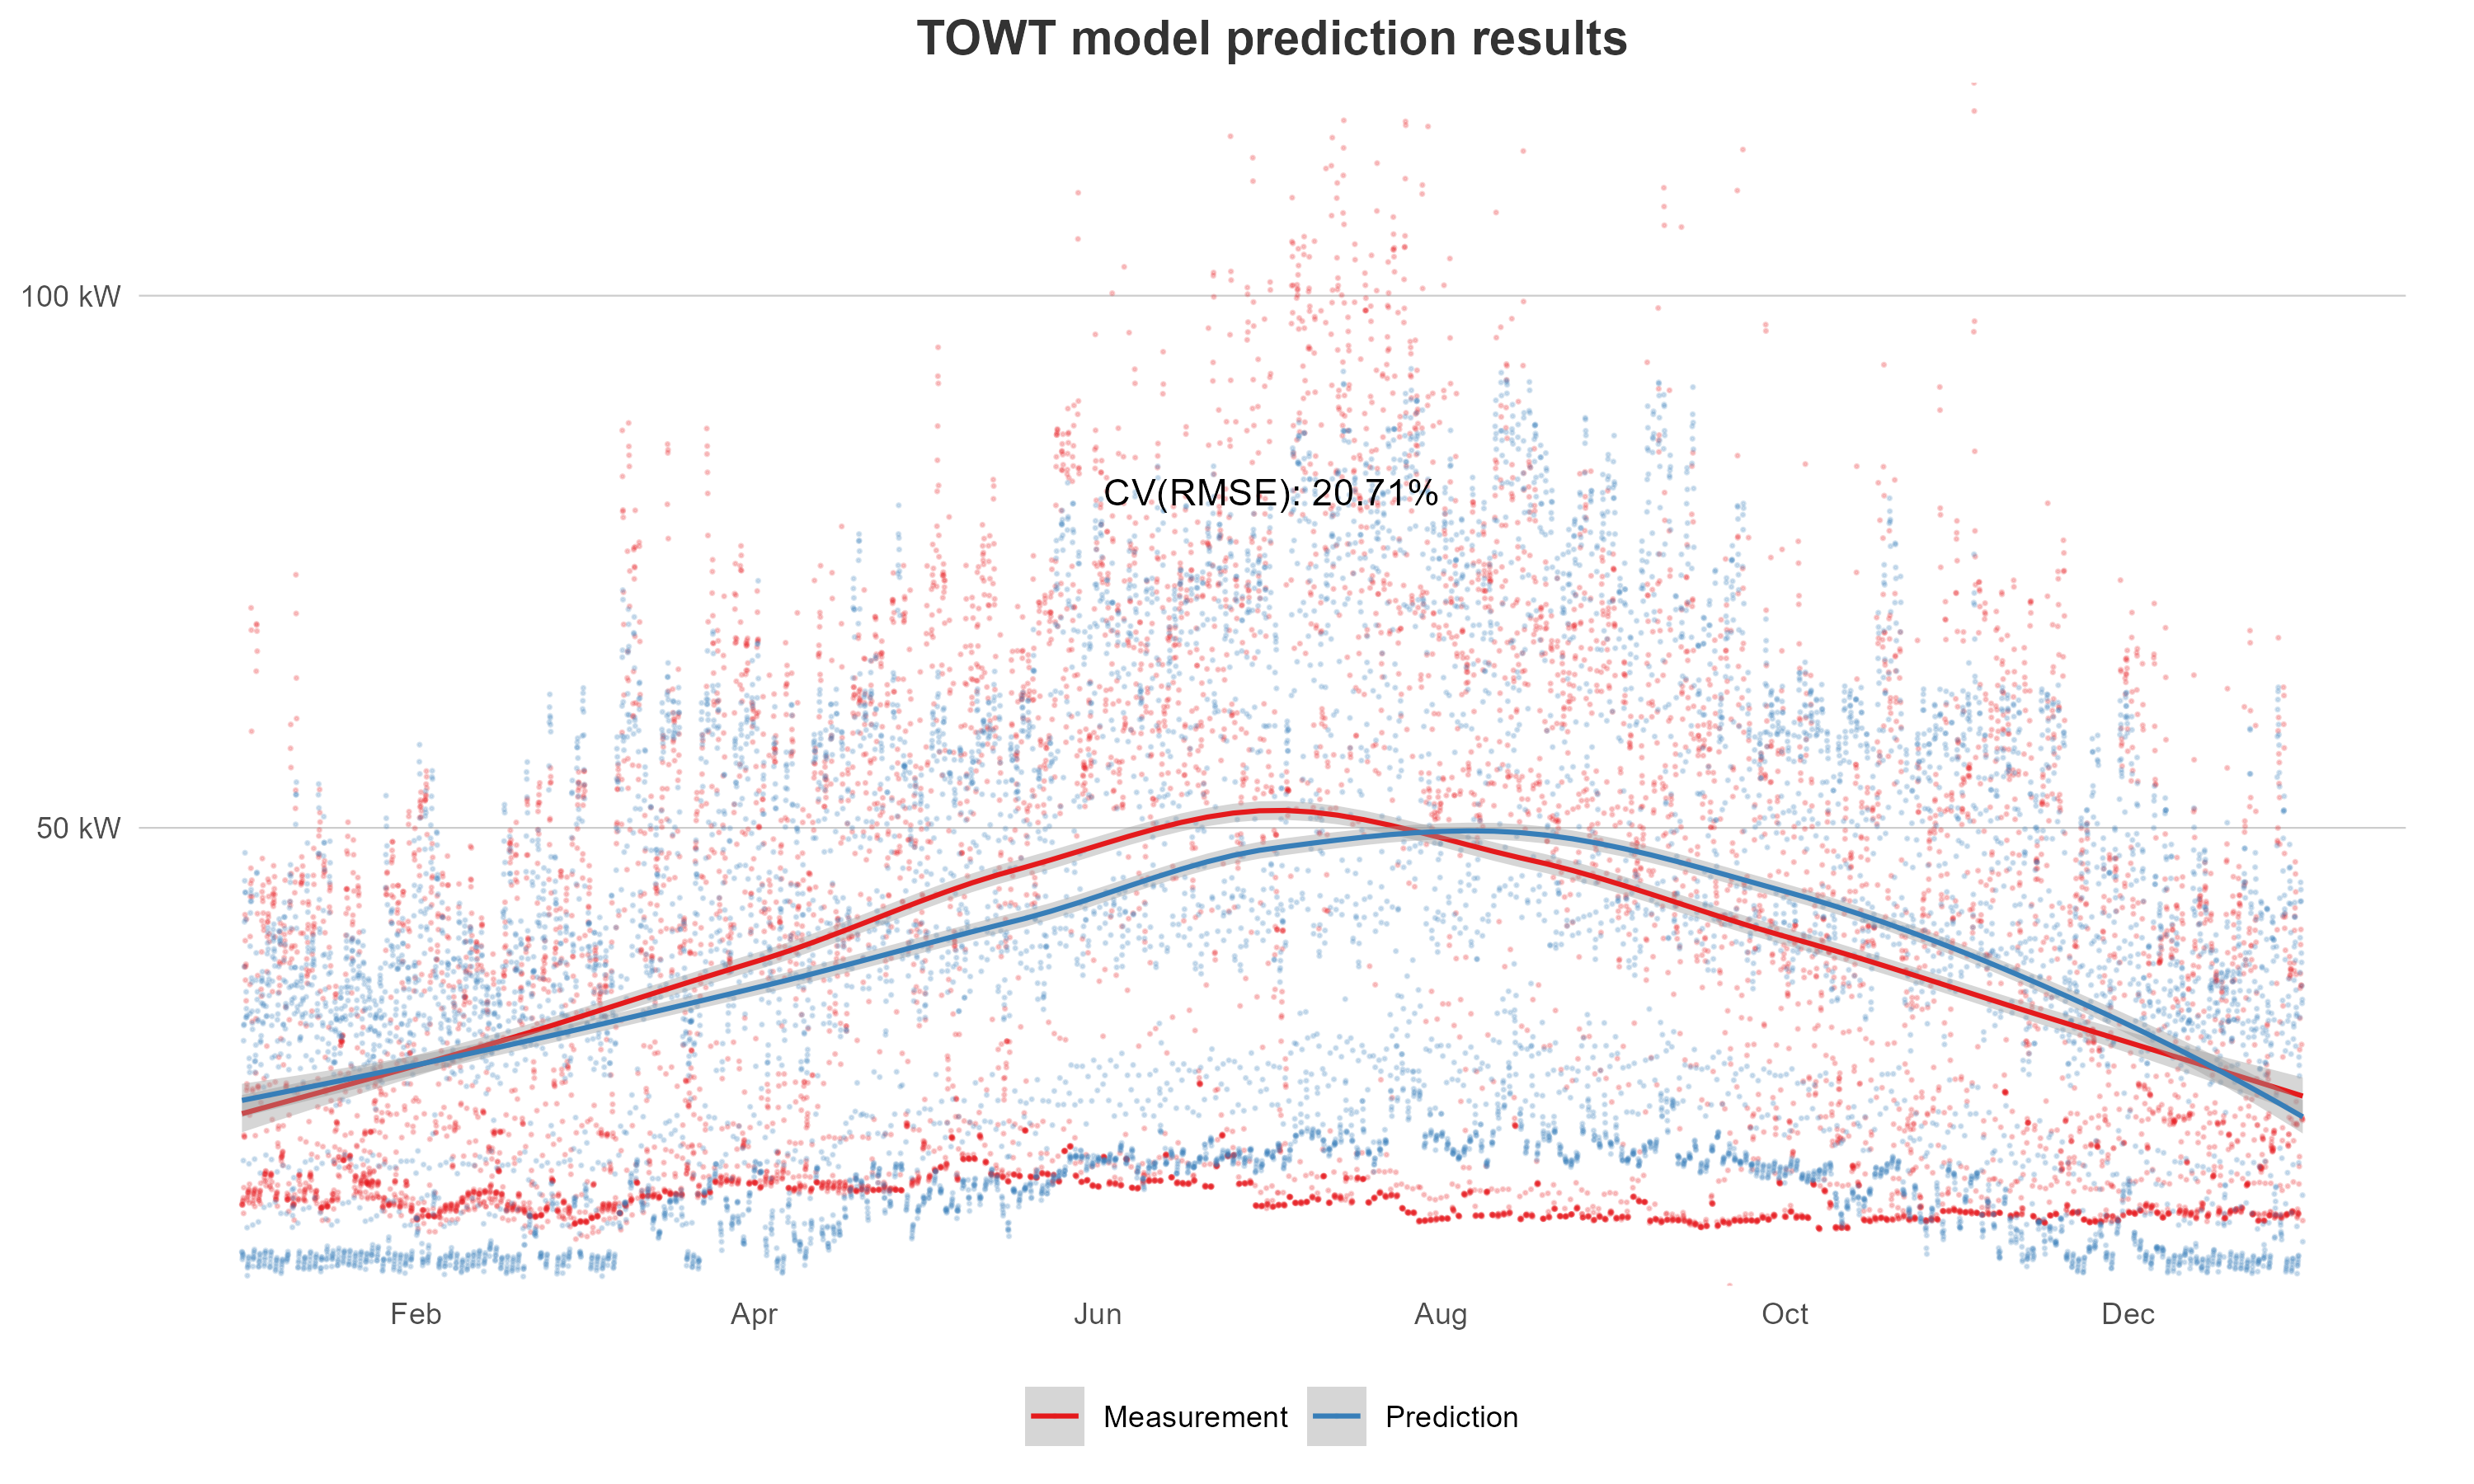 TOWT model prediction results
100 kW
CV(RMSE): 20.71%
50 kW
Feb Apr Jun Aug Oct Dec
Measurement Prediction